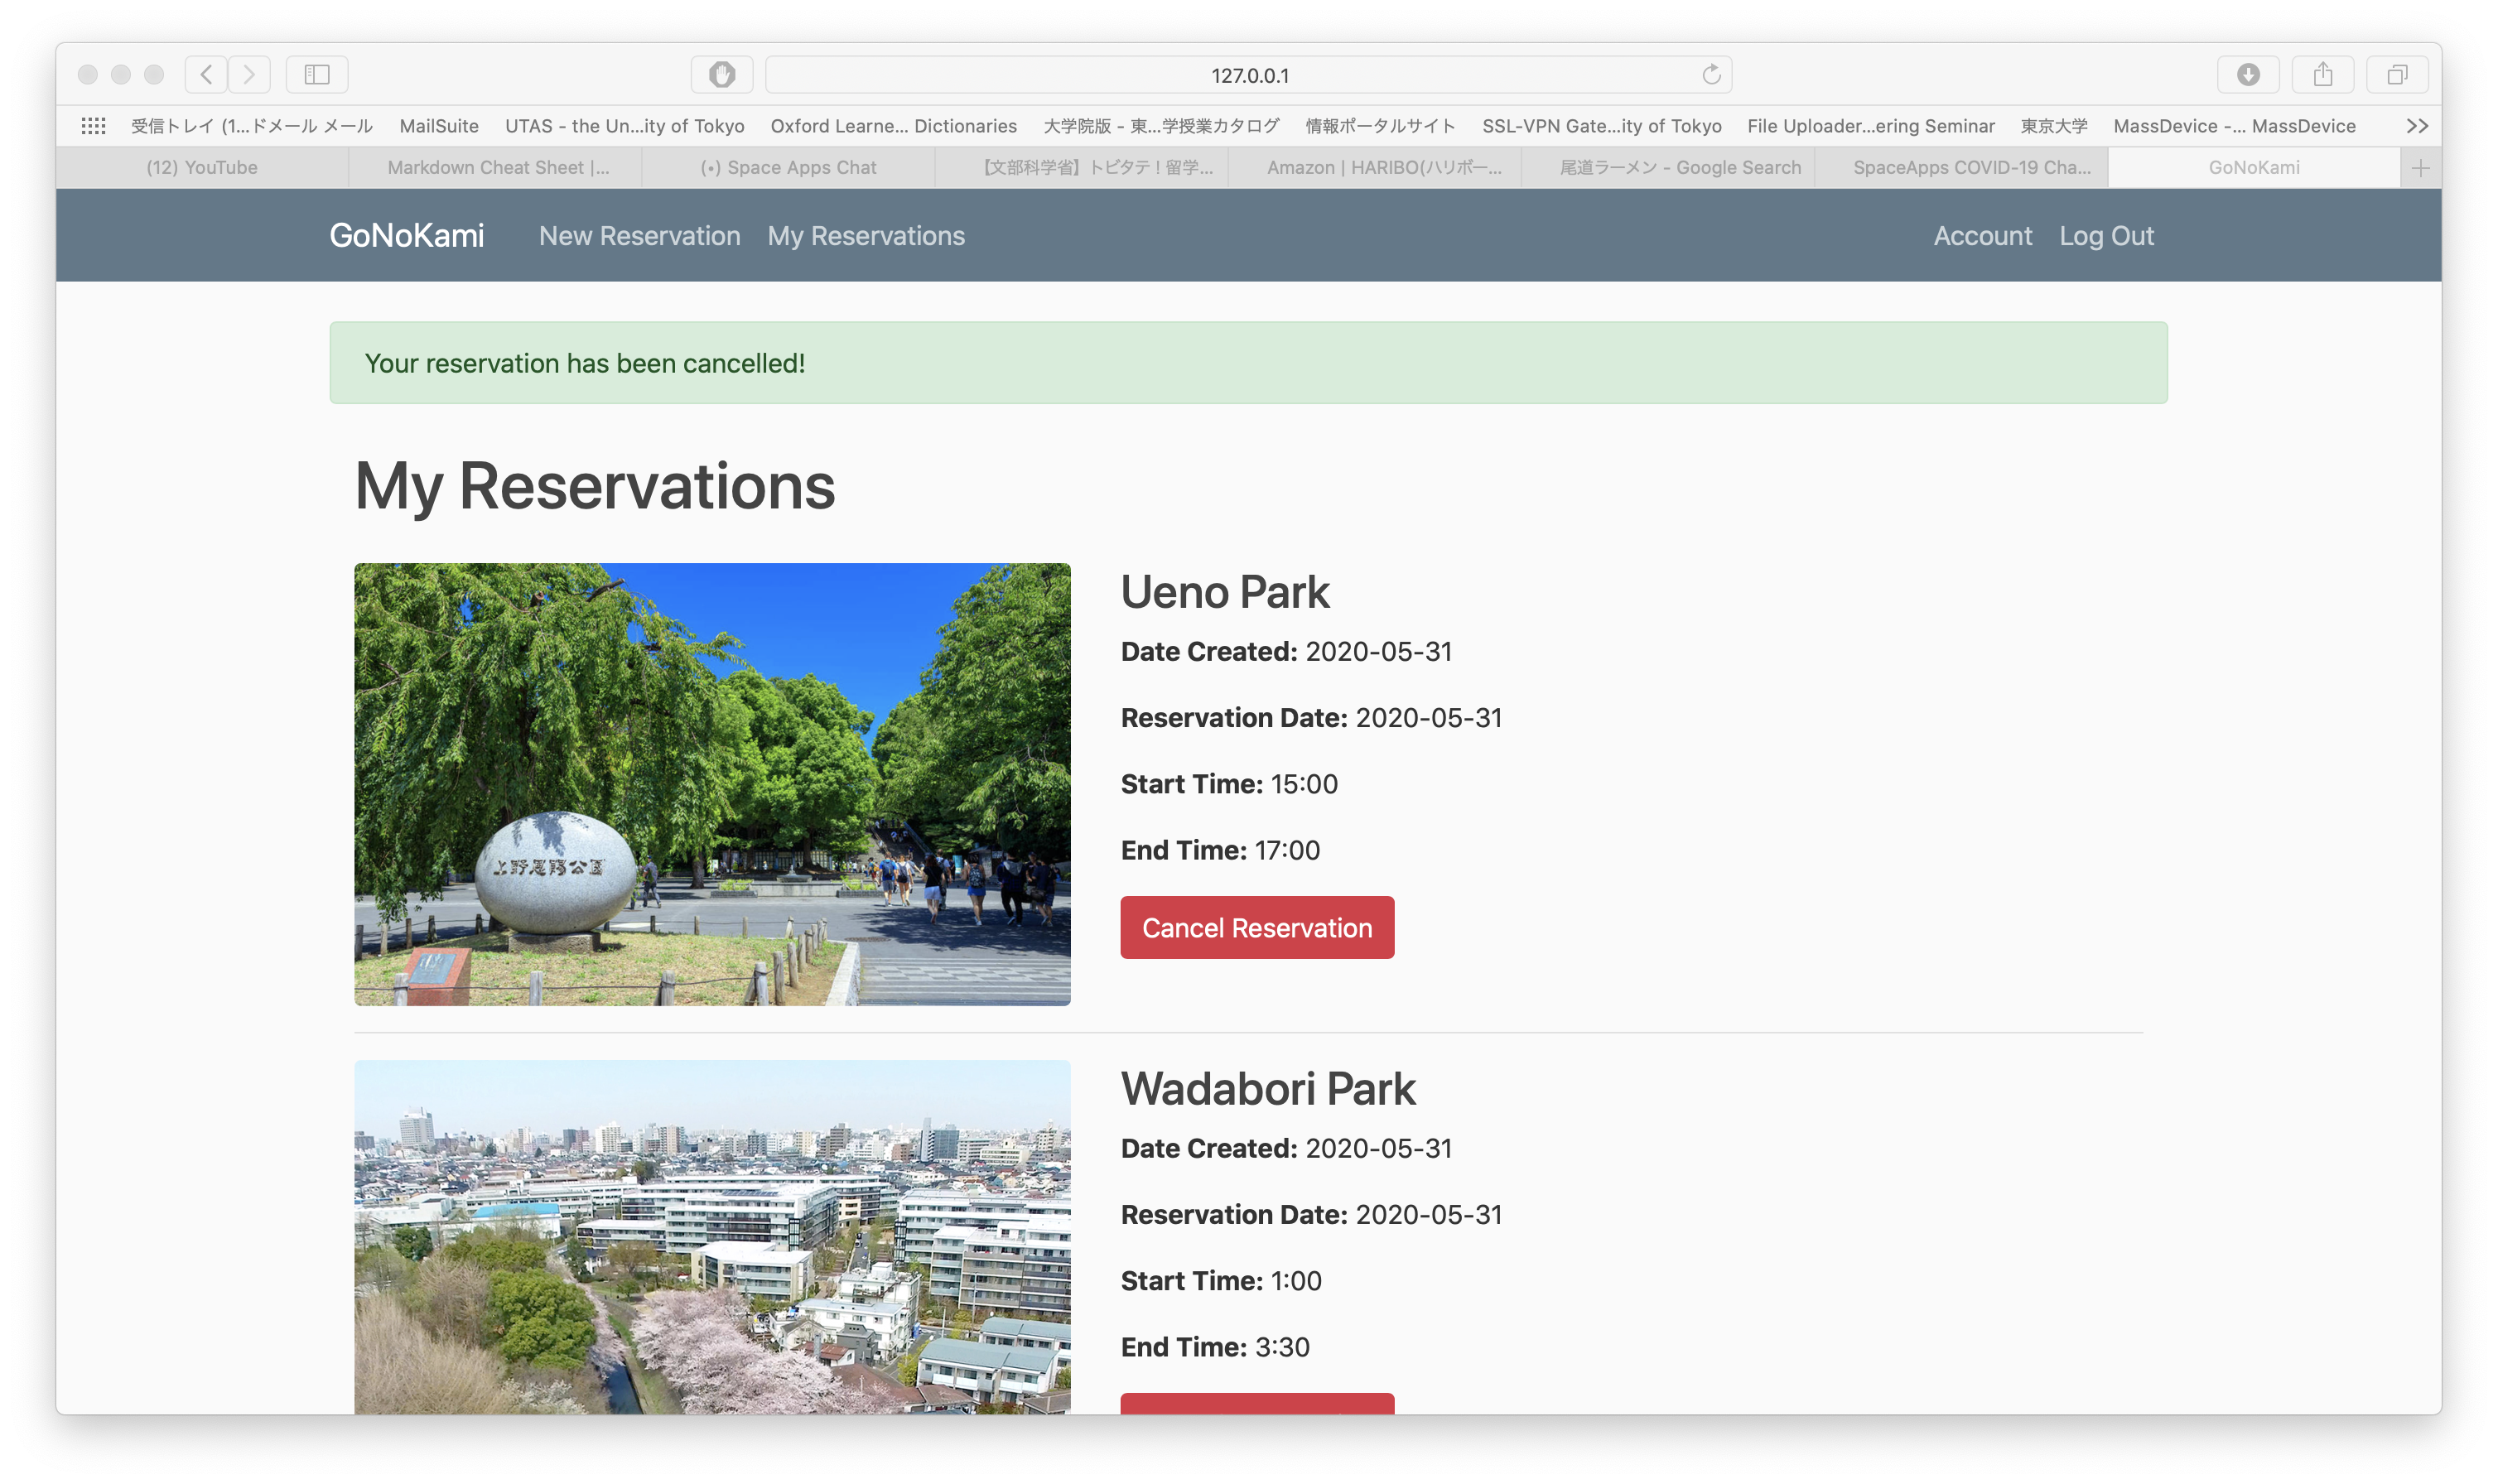 127.0.0.1
受信トレイ (1...ドメール メール MailSuite UTAS - the Un...ity of Tokyo Oxford Learne... Dictionaries 大学院版 - 東...学授業カタログ 情報ポータルサイト SSL-VPN Gate...ity of Tokyo File Uploader...ering Seminar 東京大学 MassDevice -... MassDevice
(12) YouTube Markdown Cheat Sheet |... (•) Space Apps Chat 【文部科学省】トビタテ！留学... Amazon | HARIBO(ハリボー... 尾道ラーメン - Google Search SpaceApps COVID-19 Cha... GoNoKami
GoNoKami New Reservation My Reservations Account Log Out
Your reservation has been cancelled!
My Reservations
Ueno Park
Date Created: 2020-05-31
Reservation Date: 2020-05-31
Start Time: 15:00
End Time: 17:00
上野恩賜公園
Cancel Reservation
Wadabori Park
Date Created: 2020-05-31
Reservation Date: 2020-05-31
Start Time: 1:00
End Time: 3:30